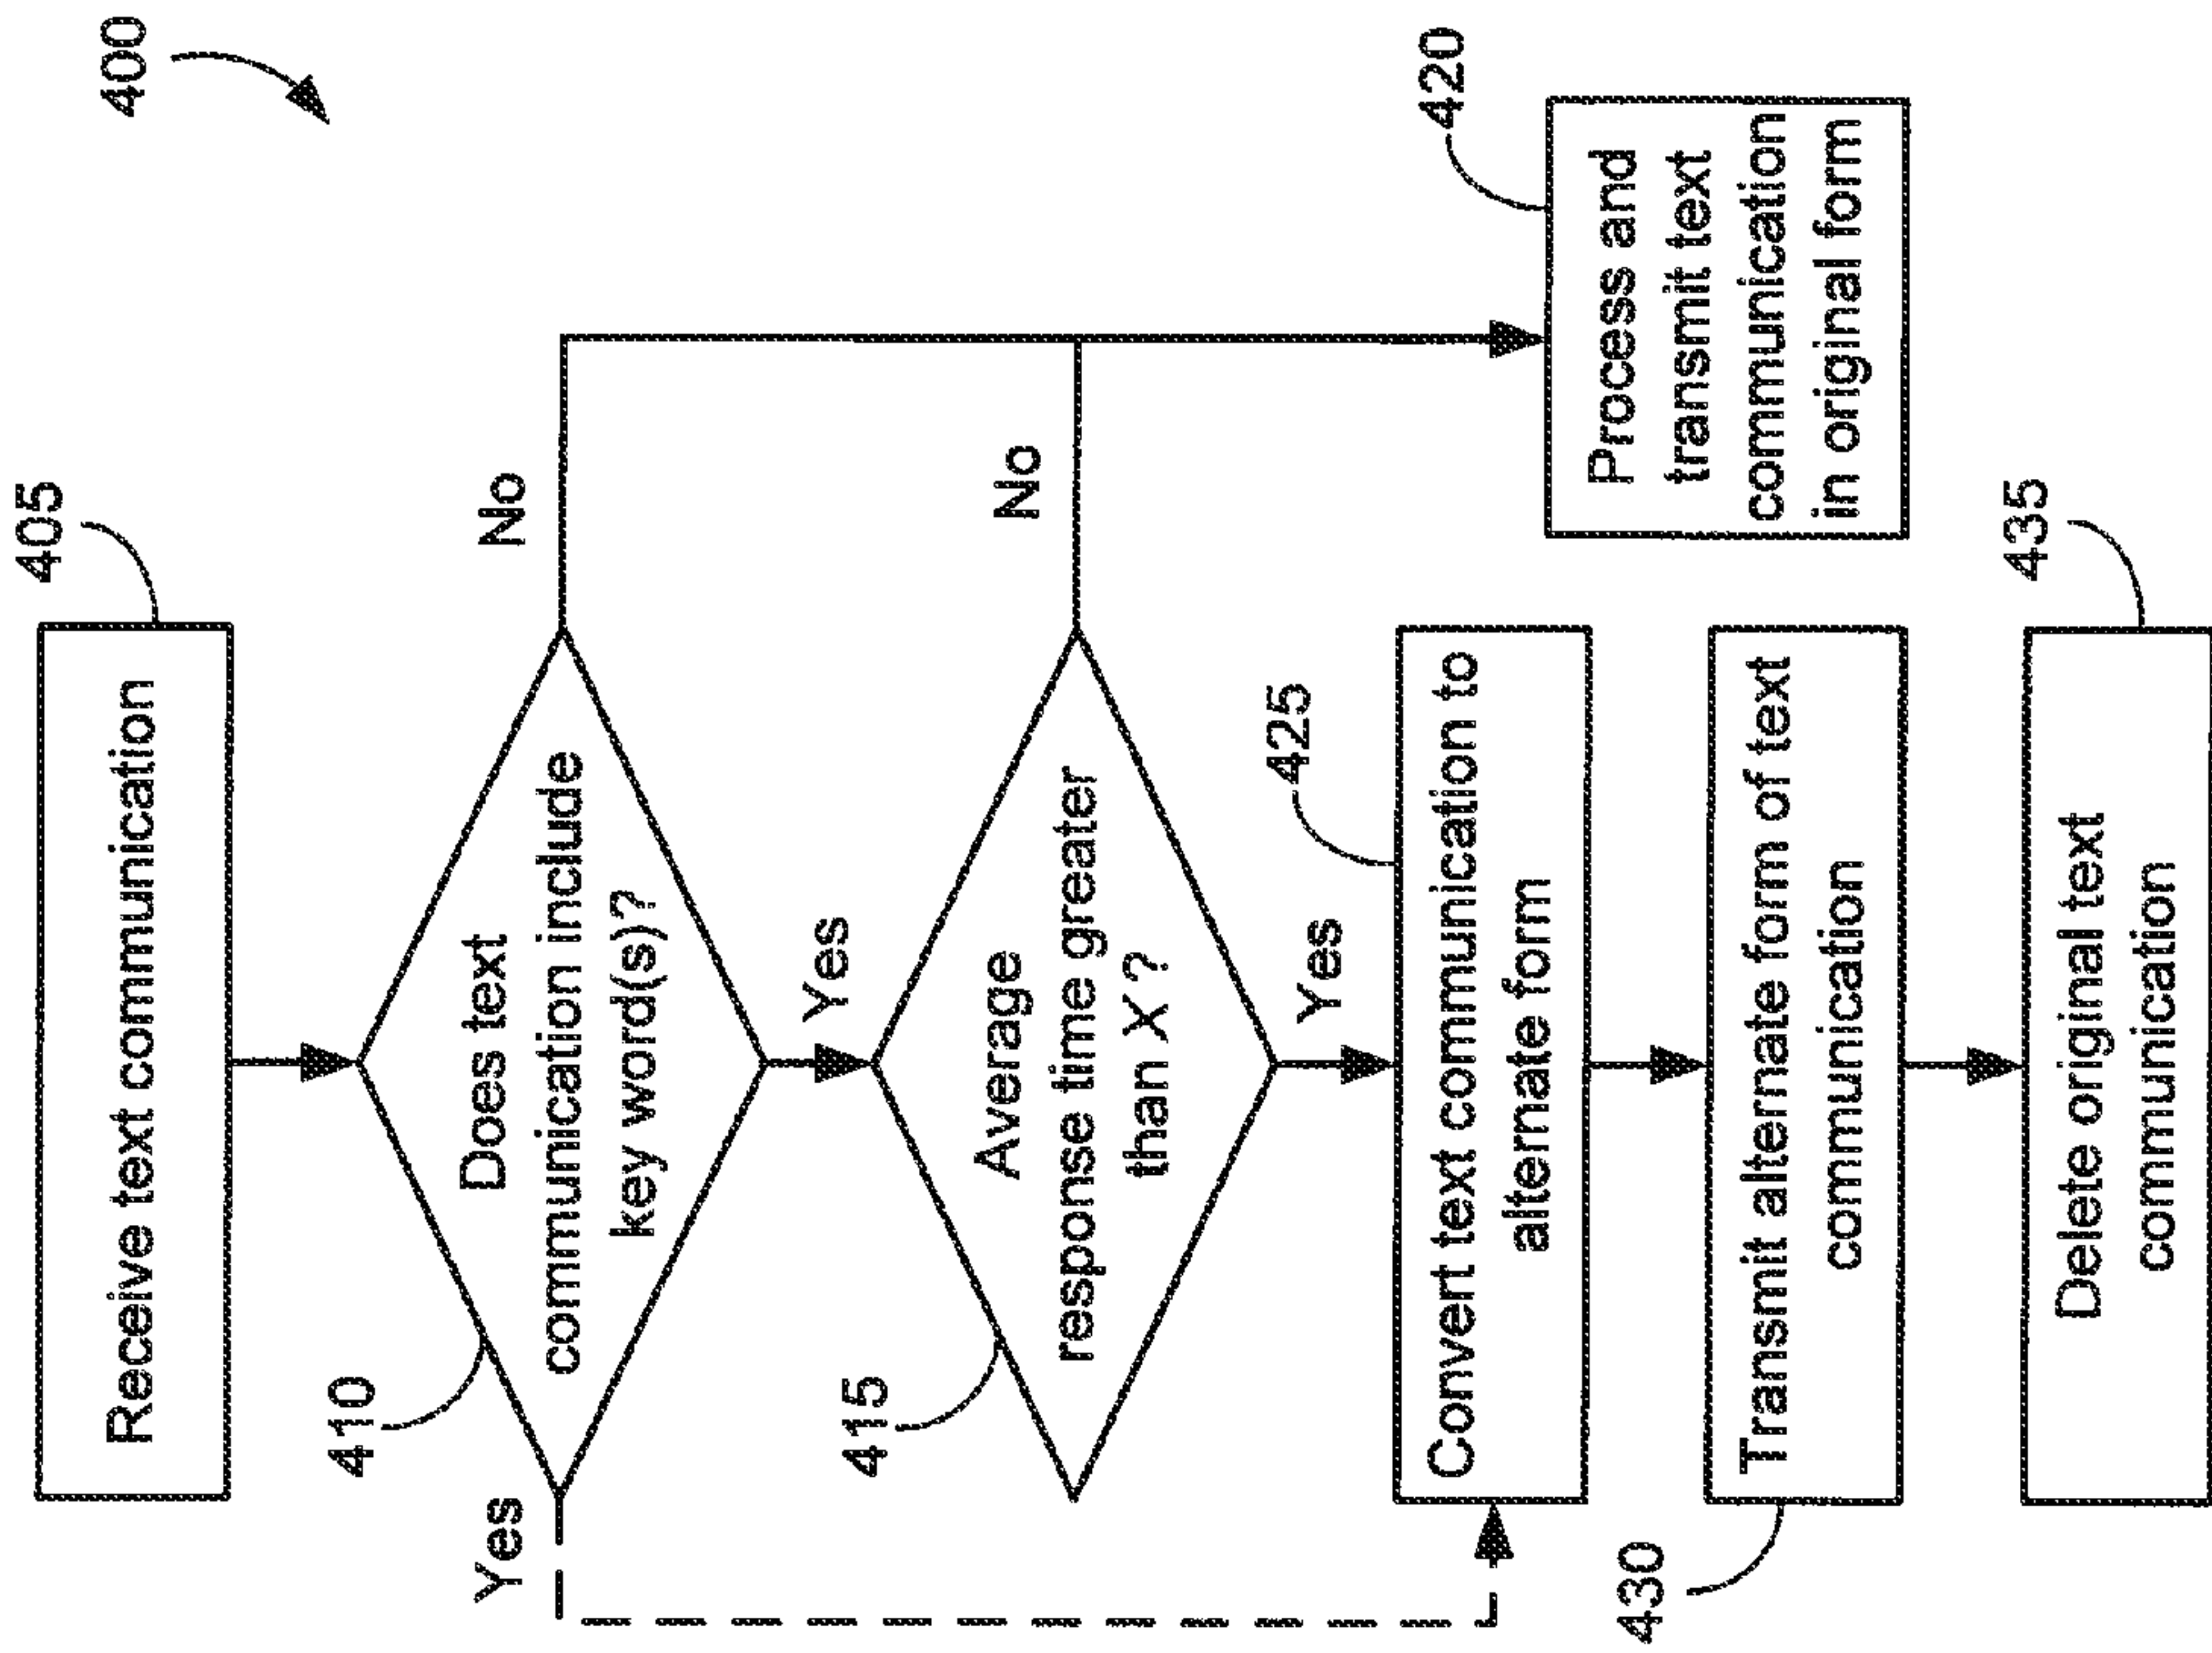 400
405
Receive text communication
410
Does text
communication include
key word(s)?
Yes
No
Yes
415
Average
response time greater
than X ?
No
Yes
420
Process and
transmit text
communication
in original form
425
Convert text communication to
alternate form
430
Transmit alternate form of text
communication
435
Delete original text
communication